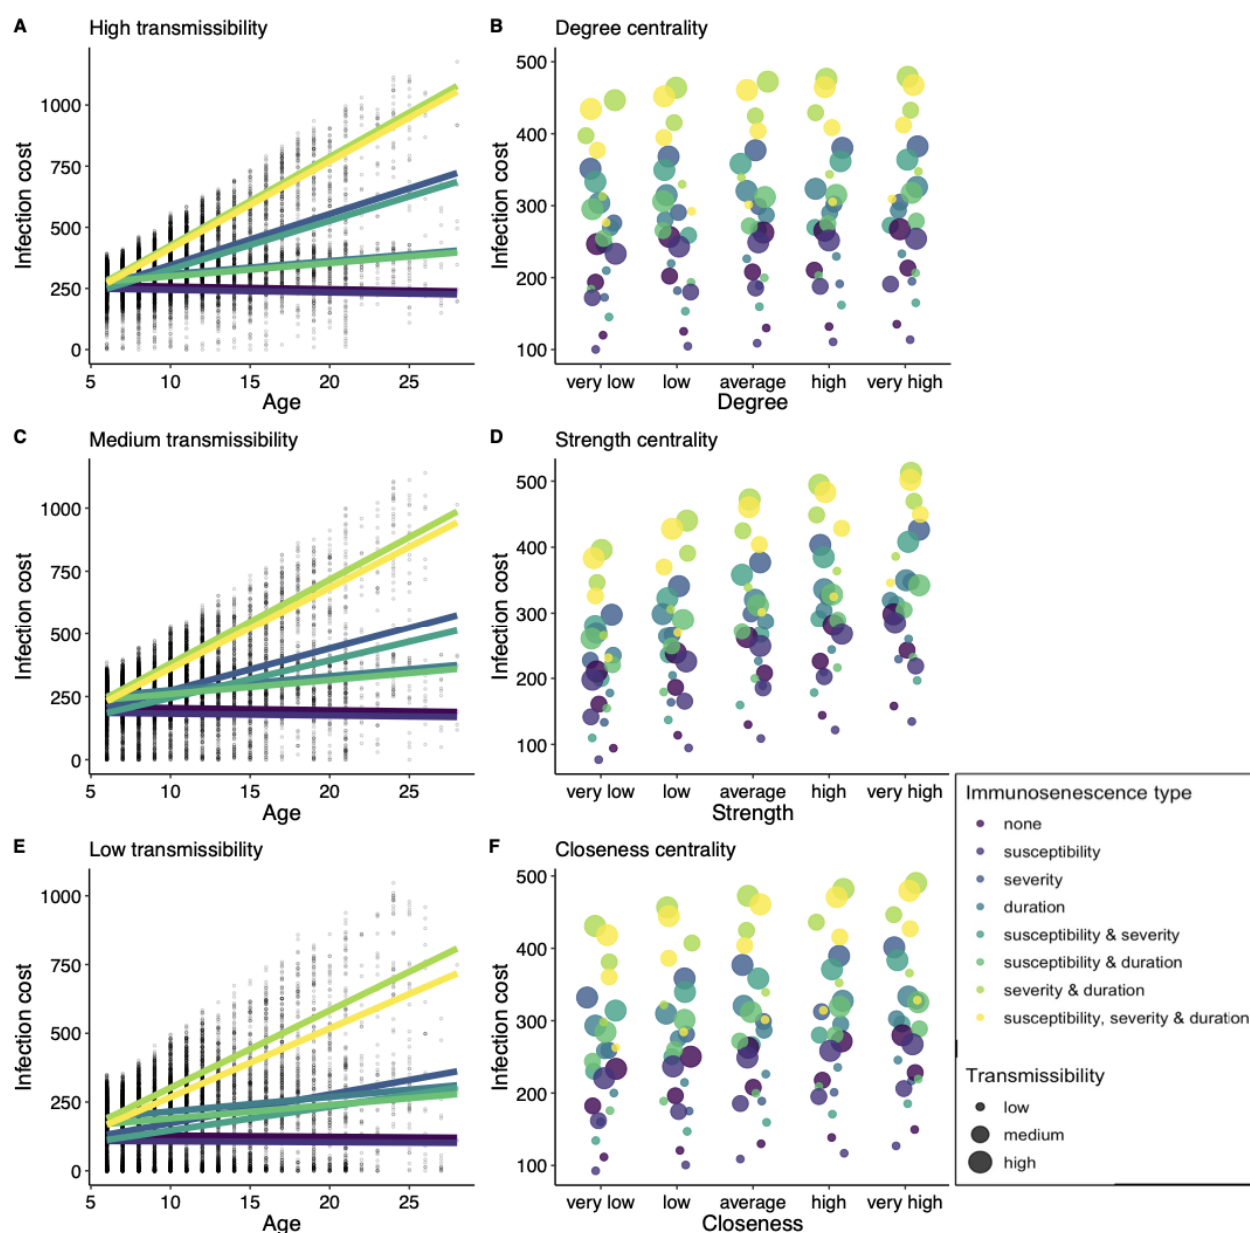 A High transmissibility
Infection cost
1000
750
500
250
0
5 10 15 20 25
Age
B Degree centrality
Infection cost
500
400
300
200
100
very low low average high very high
Degree
C Medium transmissibility
Infection cost
1000
750
500
250
0
5 10 15 20 25
Age
D Strength centrality
Infection cost
500
400
300
200
100
very low low average high very high
Strength
E Low transmissibility
Infection cost
1000
750
500
250
0
5 10 15 20 25
Age
F Closeness centrality
Infection cost
500
400
300
200
100
very low low average high very high
Closeness
Immunosenescence type
none
susceptibility
severity
duration
susceptibility & severity
susceptibility & duration
severity & duration
susceptibility, severity & duration
Transmissibility
low
medium
high